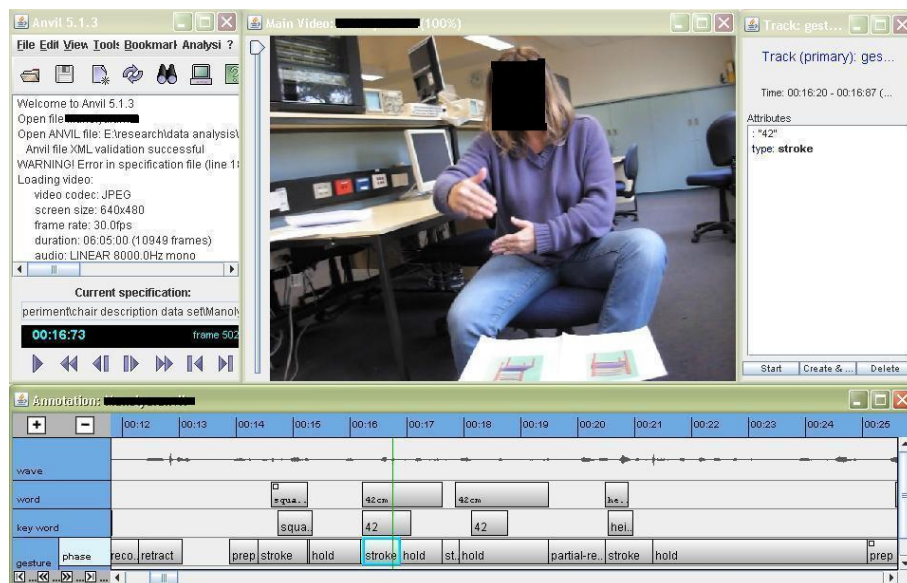 Anvil 5.1.3
File Edit View Tools Bookmark Analysi ?
Welcome to Anvil 5.1.3
Open file
Open ANVIL file: E:\research\data analysis\
Anvil file XML validation successful
WARNING! Error in specification file (line 18
Loading video:
video codec: JPEG
screen size: 640x480
frame rate: 30.0fps
duration: 06:05:00 (10949 frames)
audio: LINEAR 8000.0Hz mono
Current specification:
periment\chair description data set\Manoly
00:16:73 frame 502
Main Video: (100%)
Track: gest...
Track (primary): ges...
Time: 00:16:20 - 00:16:87 (...
Attributes
: "42"
type: stroke
Start Create & ... Delete
Annotation:
+ -
00:12 00:13 00:14 00:15 00:16 00:17 00:18 00:19 00:20 00:21 00:22 00:23 00:24 00:25
wave
word squa.. 42cm 42cm he..
key word squa.. 42 42 hei..
gesture phase reco.. retract prep stroke hold stroke hold st.. hold partial-re.. stroke hold prep